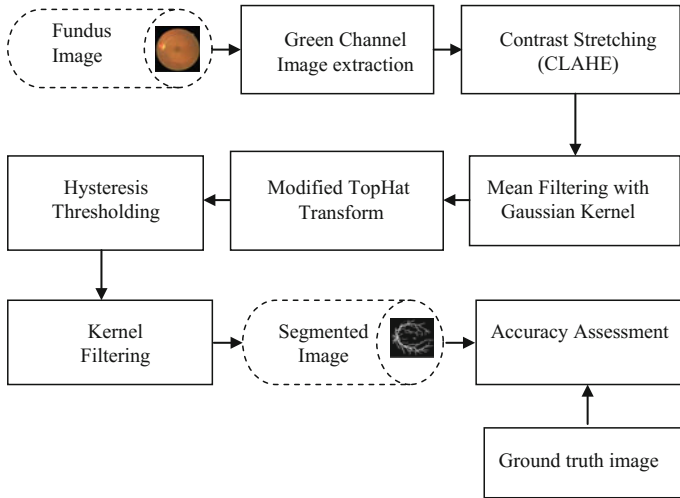 Fundus
Image
Green Channel
Image extraction
Contrast Stretching
(CLAHE)
Hysteresis
Thresholding
Modified TopHat
Transform
Mean Filtering with
Gaussian Kernel
Kernel
Filtering
Segmented
Image
Accuracy Assessment
Ground truth image